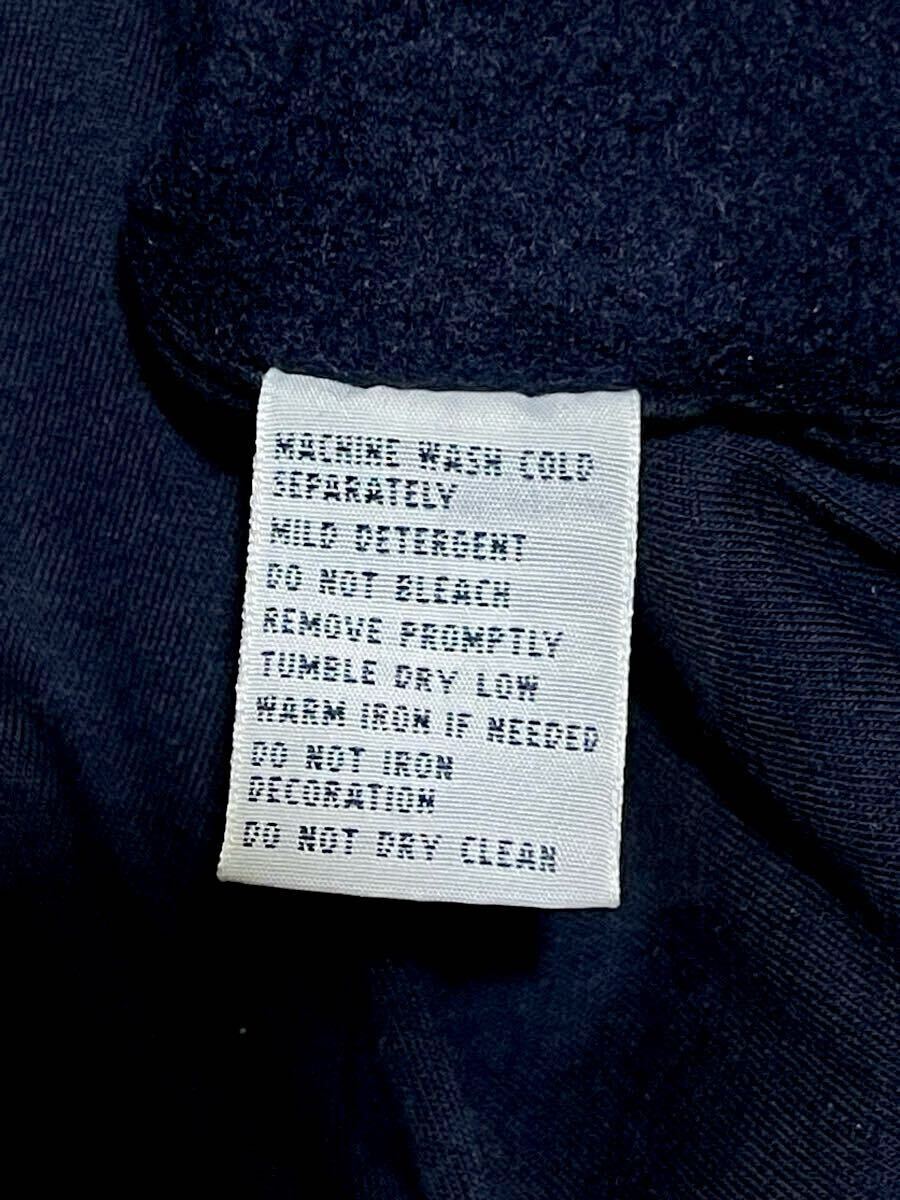 MACHINE WASH COLD
SEPARATELY
MILD DETERGENT
DO NOT BLEACH
REMOVE PROMPTLY
TUMBLE DRY LOW
WARM IRON IF NEEDED
DO NOT IRON
DECORATION
DO NOT DRY CLEAN